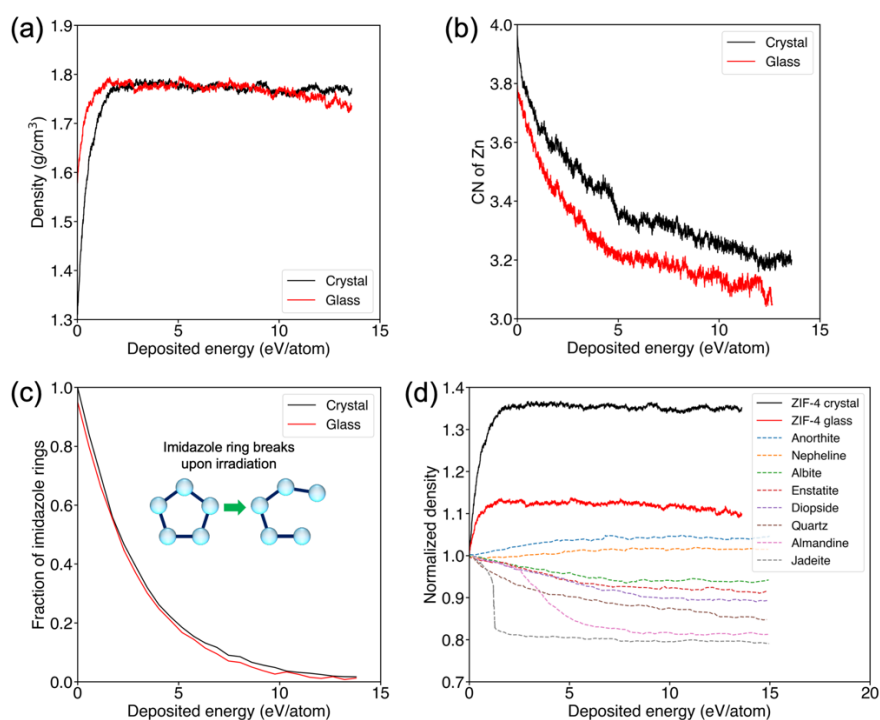 (a)
1.9
1.8
1.7
1.6
1.5
1.4
1.3
Density (g/cm³)
Crystal
Glass
0
5
10
15
Deposited energy (eV/atom)
(b)
4.0
3.8
3.6
3.4
3.2
3.0
CN of Zn
Crystal
Glass
0
5
10
15
Deposited energy (eV/atom)
(c)
1.0
0.8
0.6
0.4
0.2
0.0
Fraction of imidazole rings
Crystal
Glass
Imidazole ring breaks
upon irradiation
0
5
10
15
Deposited energy (eV/atom)
(d)
1.4
1.3
1.2
1.1
1.0
0.9
0.8
0.7
Normalized density
ZIF-4 crystal
ZIF-4 glass
Anorthite
Nepheline
Albite
Enstatite
Diopside
Quartz
Almandine
Jadeite
0
5
10
15
20
Deposited energy (eV/atom)